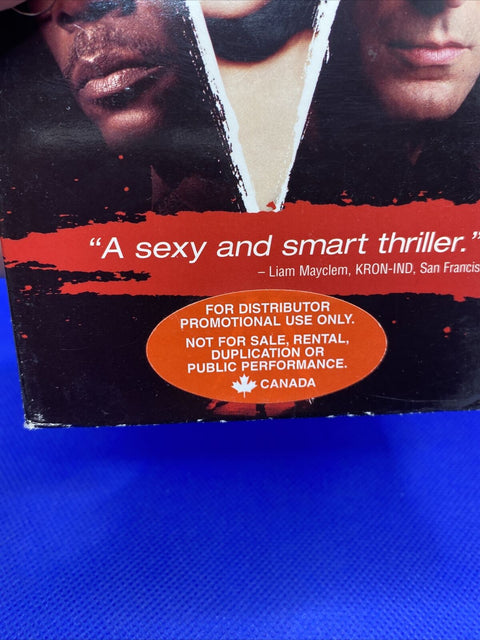 “A sexy and smart thriller.”
– Liam Mayclem, KRON-IND, San Francis
FOR DISTRIBUTOR
PROMOTIONAL USE ONLY.
NOT FOR SALE, RENTAL,
DUPLICATION OR
PUBLIC PERFORMANCE.
CANADA